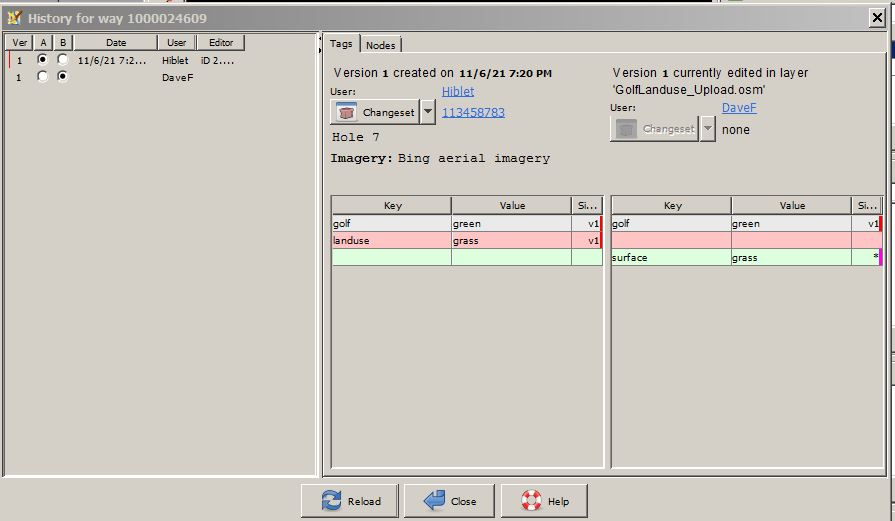 History for way 1000024609
Ver A B Date User Editor
1 11/6/21 7:2... Hiblet iD 2....
1 DaveF
Tags Nodes
Version 1 created on 11/6/21 7:20 PM
User: Hiblet
Changeset 113458783
Hole 7
Imagery: Bing aerial imagery
Key Value Si...
golf green v1
landuse grass v1
Version 1 currently edited in layer
'GolfLanduse_Upload.osm'
User: DaveF
Changeset none
Key Value Si...
golf green v1
surface grass *
Reload Close Help